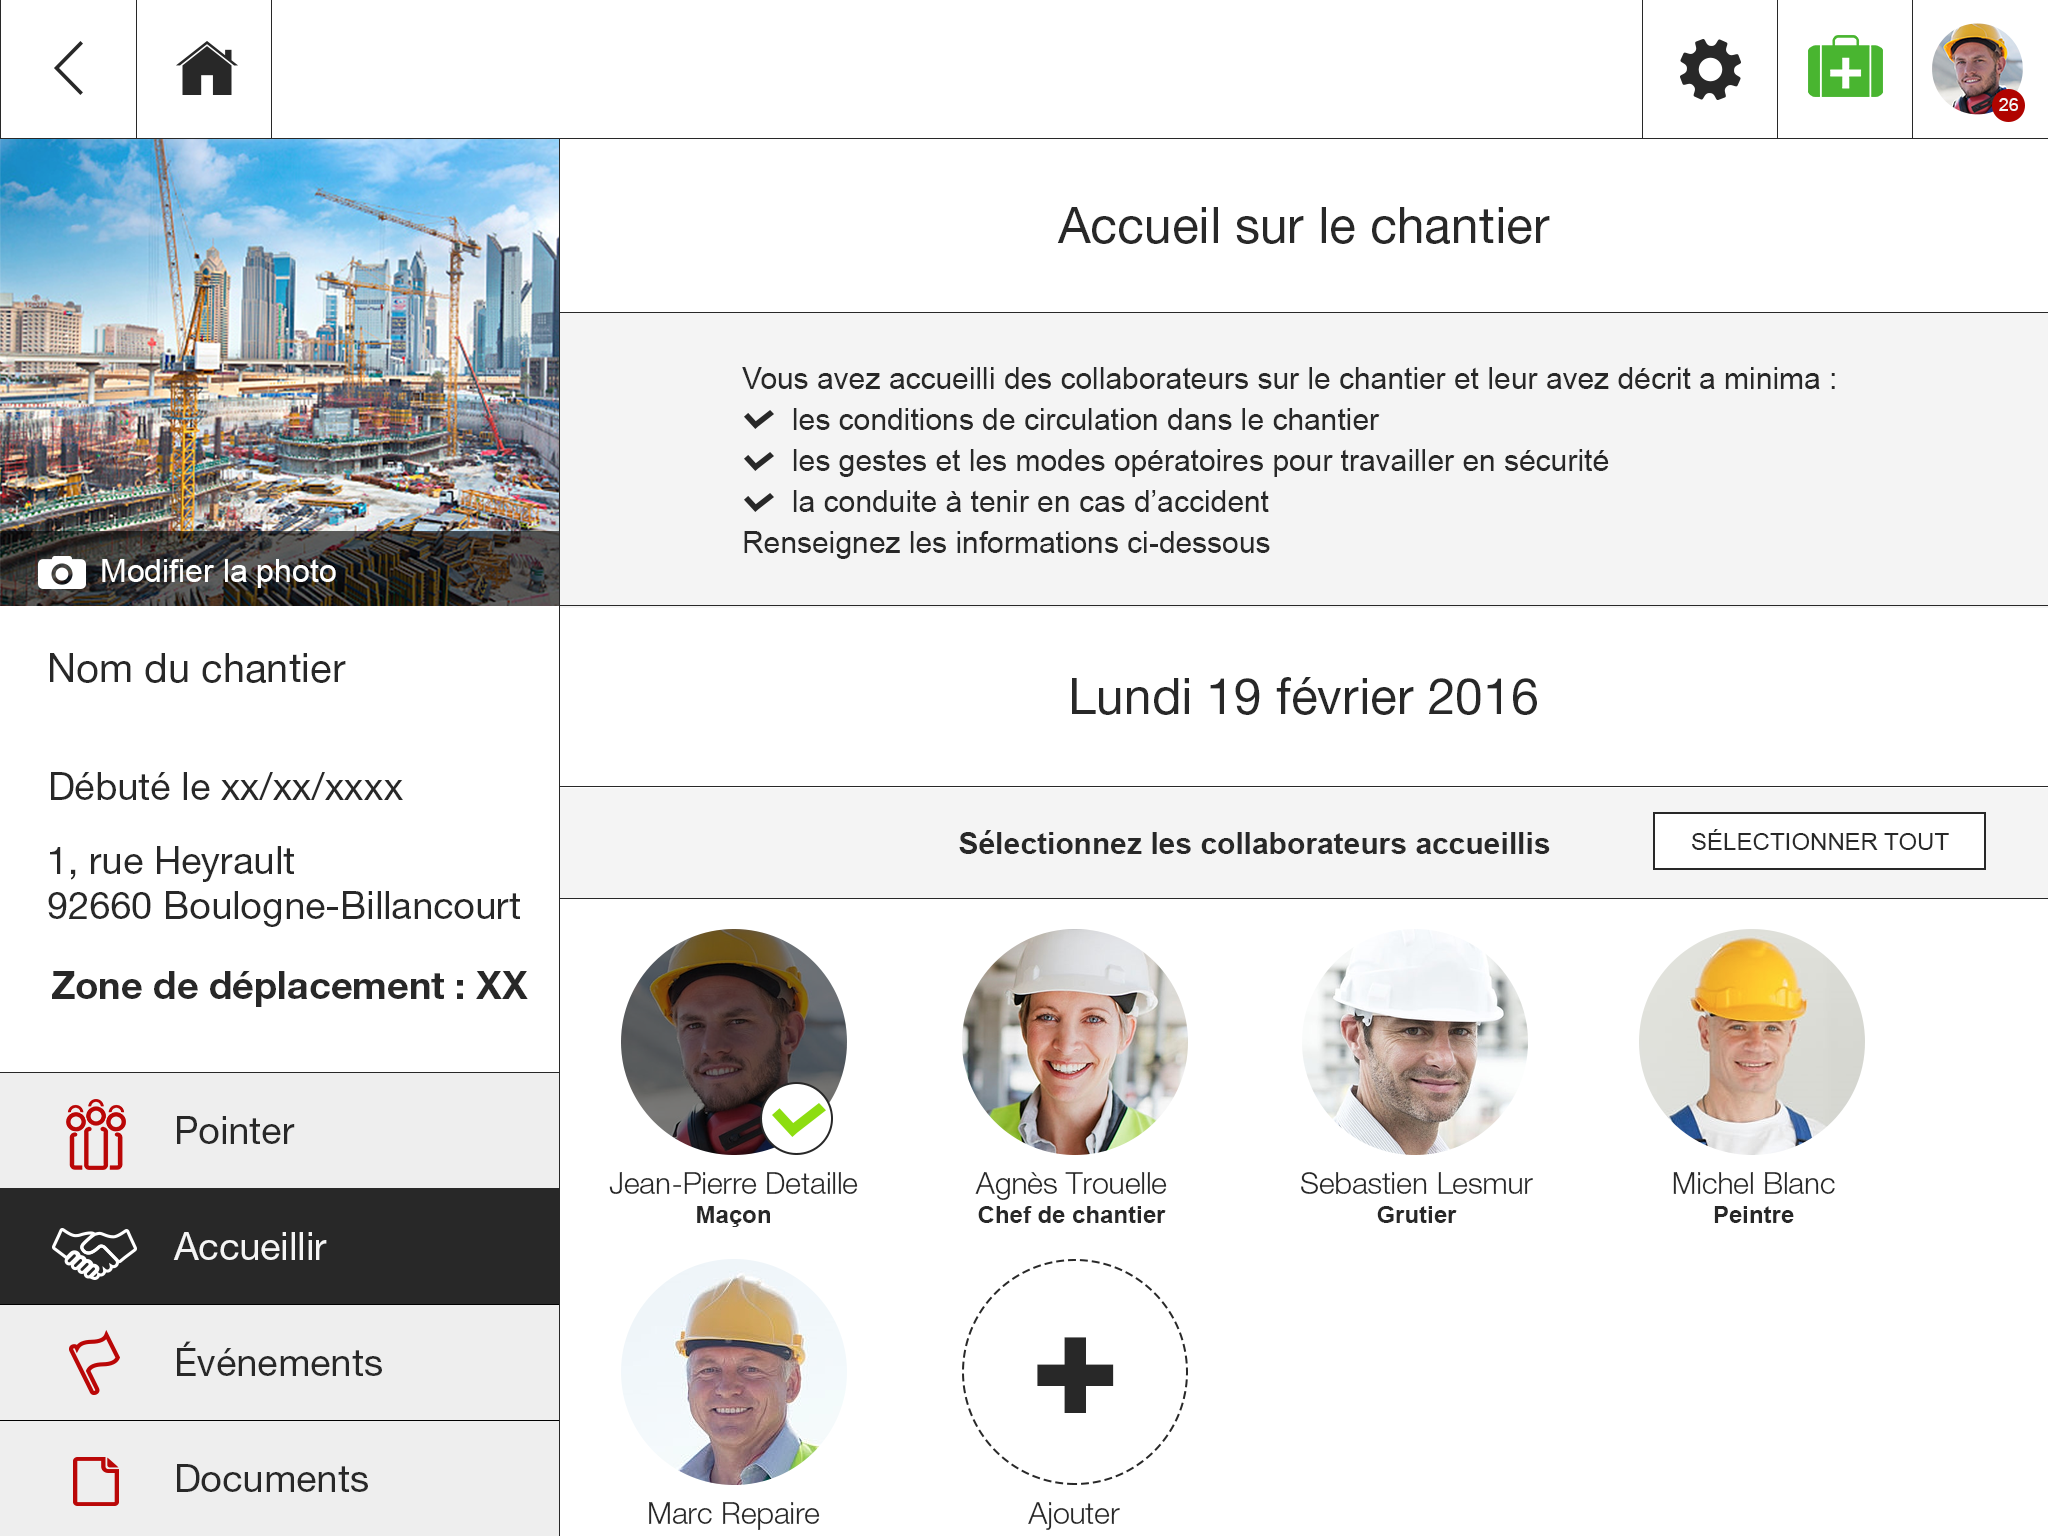 26
Modifier la photo
Nom du chantier
Débuté le xx/xx/xxxx
1, rue Heyrault
92660 Boulogne-Billancourt
Zone de déplacement : XX
Pointer
Accueillir
Événements
Documents
Accueil sur le chantier
Vous avez accueilli des collaborateurs sur le chantier et leur avez décrit a minima :
les conditions de circulation dans le chantier
les gestes et les modes opératoires pour travailler en sécurité
la conduite à tenir en cas d’accident
Renseignez les informations ci-dessous
Lundi 19 février 2016
Sélectionnez les collaborateurs accueillis
SÉLECTIONNER TOUT
Jean-Pierre Detaille
Maçon
Agnès Trouelle
Chef de chantier
Sebastien Lesmur
Grutier
Michel Blanc
Peintre
Marc Repaire
Ajouter